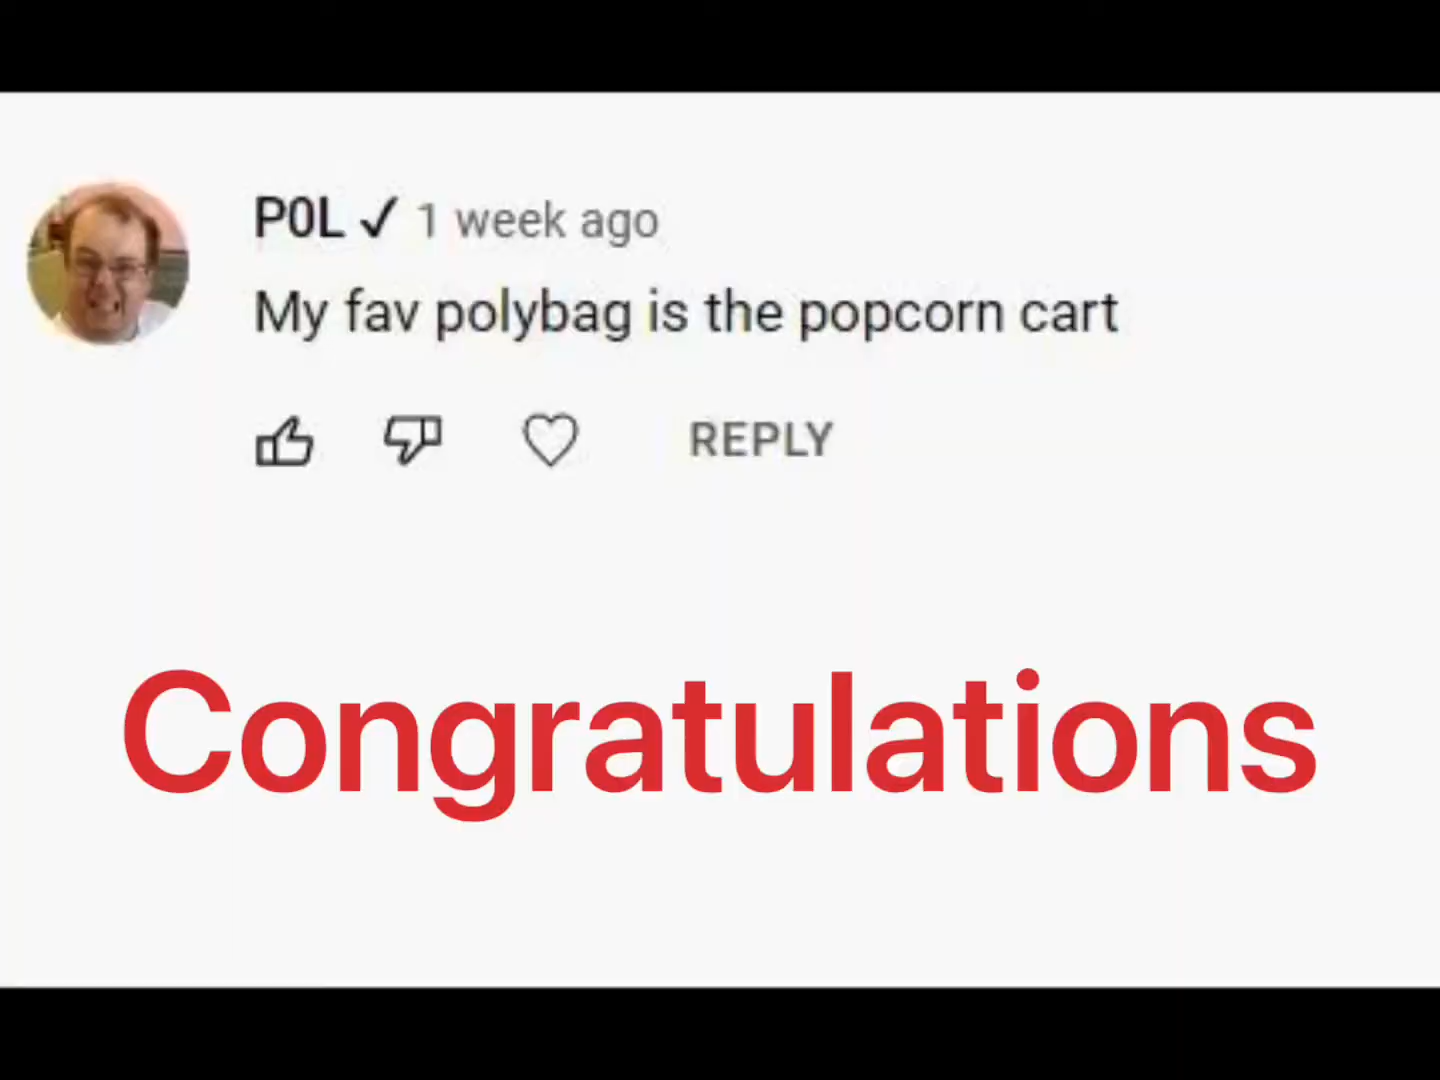 P0L ✓ 1 week ago
My fav polybag is the popcorn cart
REPLY
Congratulations